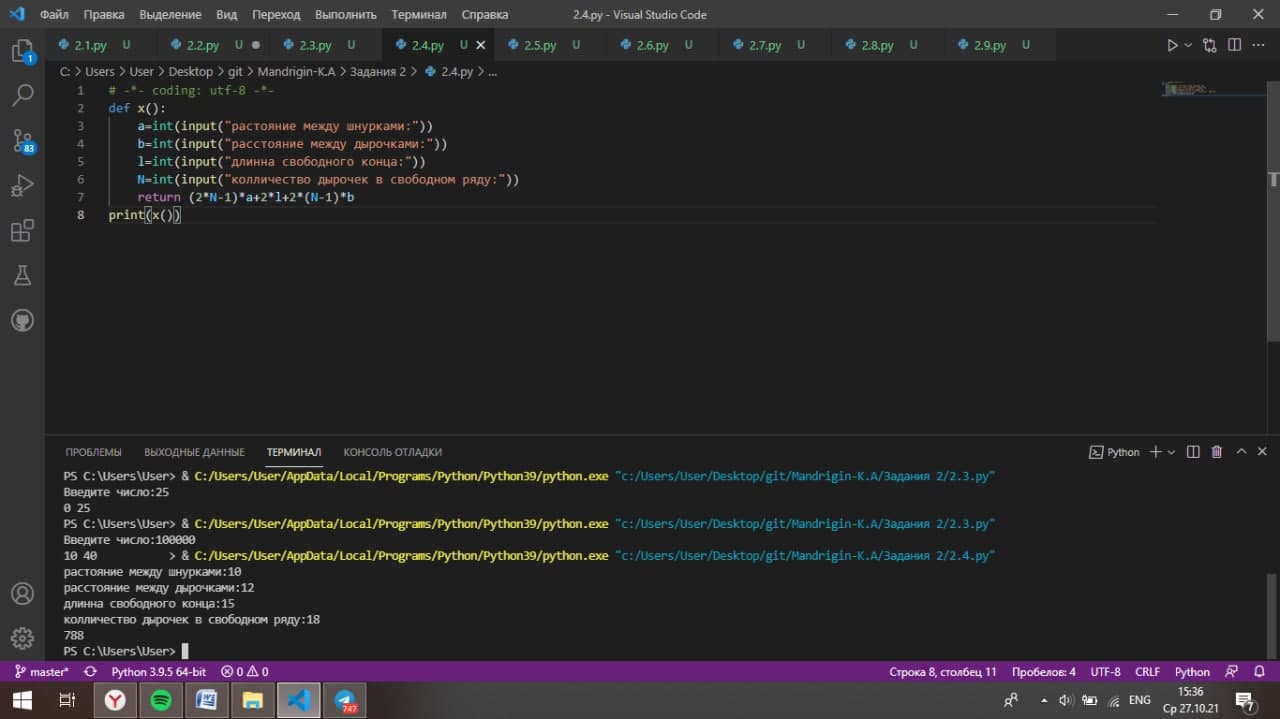 Файл Правка Выделение Вид Переход Выполнить Терминал Справка 2.4.py - Visual Studio Code
2.1.py U 2.2.py U 2.3.py U 2.4.py U 2.5.py U 2.6.py U 2.7.py U 2.8.py U 2.9.py U
C: > Users > User > Desktop > git > Mandrigin-K.A > Задания 2 > 2.4.py > ...
1 # -*- coding: utf-8 -*-
2 def x():
3 a=int(input("растояние между шнурками:"))
4 b=int(input("расстояние между дырочками:"))
5 l=int(input("длинна свободного конца:"))
6 N=int(input("колличество дырочек в свободном ряду:"))
7 return (2*N-1)*a+2*l+2*(N-1)*b
8 print(x())
1
83
ПРОБЛЕМЫ ВЫХОДНЫЕ ДАННЫЕ ТЕРМИНАЛ КОНСОЛЬ ОТЛАДКИ Python
PS C:\Users\User> & C:/Users/User/AppData/Local/Programs/Python/Python39/python.exe "c:/Users/User/Desktop/git/Mandrigin-K.A/Задания 2/2.3.py"
Введите число:25
0 25
PS C:\Users\User> & C:/Users/User/AppData/Local/Programs/Python/Python39/python.exe "c:/Users/User/Desktop/git/Mandrigin-K.A/Задания 2/2.3.py"
Введите число:100000
10 40 > & C:/Users/User/AppData/Local/Programs/Python/Python39/python.exe "c:/Users/User/Desktop/git/Mandrigin-K.A/Задания 2/2.4.py"
растояние между шнурками:10
расстояние между дырочками:12
длинна свободного конца:15
колличество дырочек в свободном ряду:18
788
PS C:\Users\User>
master* Python 3.9.5 64-bit 0 0 Строка 8, столбец 11 Пробелов: 4 UTF-8 CRLF Python
747 ENG 15:36 7
Ср 27.10.21